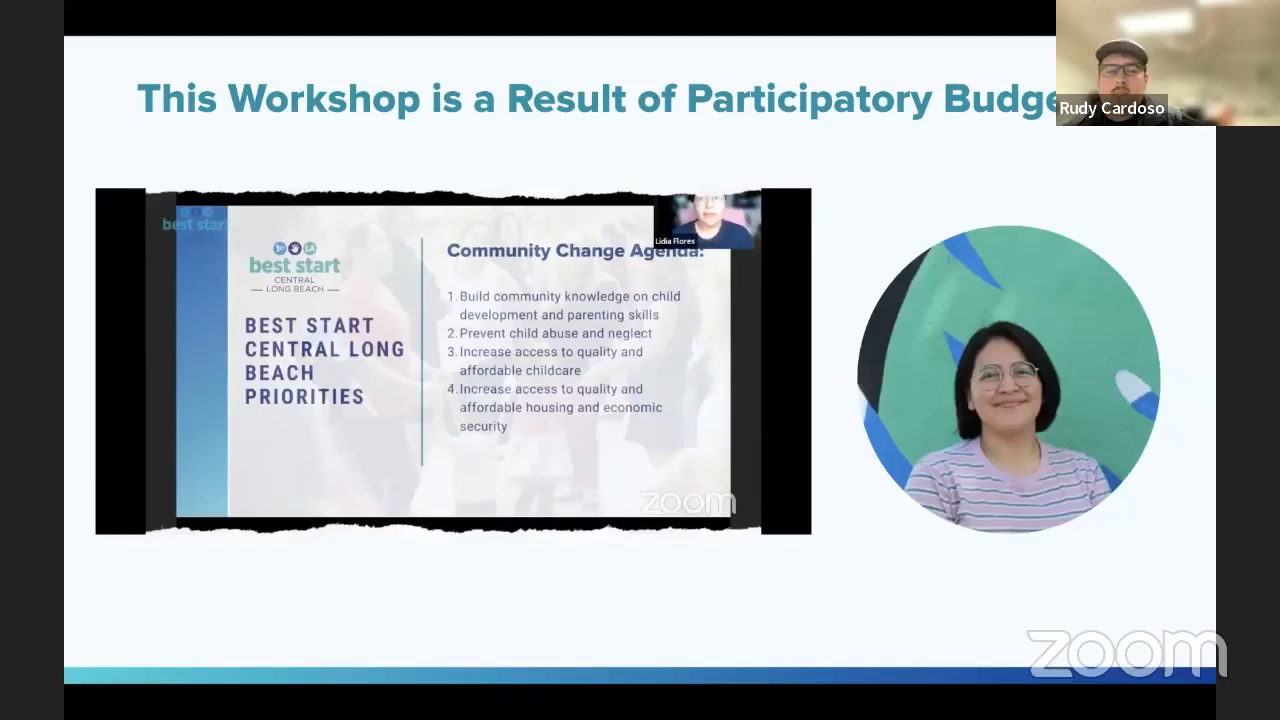 This Workshop is a Result of Participatory Budge
Rudy Cardoso
best start
Lidia Flores
LA
best start
CENTRAL
LONG BEACH
BEST START
CENTRAL LONG
BEACH
PRIORITIES
Community Change Agenda:
1. Build community knowledge on child
development and parenting skills
2. Prevent child abuse and neglect
3. Increase access to quality and
affordable childcare
4. Increase access to quality and
affordable housing and economic
security
zoom
zoom